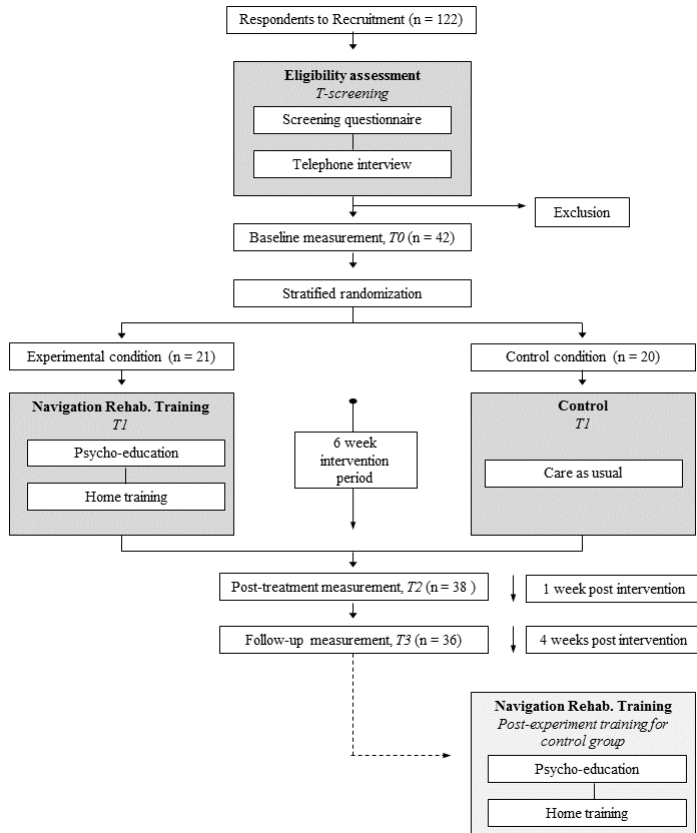 Respondents to Recruitment (n = 122)
Eligibility assessment
T-screening
Screening questionnaire
Telephone interview
Exclusion
Baseline measurement, T0 (n = 42)
Stratified randomization
Experimental condition (n = 21)
Control condition (n = 20)
Navigation Rehab. Training
T1
Psycho-education
Home training
6 week
intervention
period
Control
T1
Care as usual
Post-treatment measurement, T2 (n = 38 )
1 week post intervention
Follow-up measurement, T3 (n = 36)
4 weeks post intervention
Navigation Rehab. Training
Post-experiment training for
control group
Psycho-education
Home training